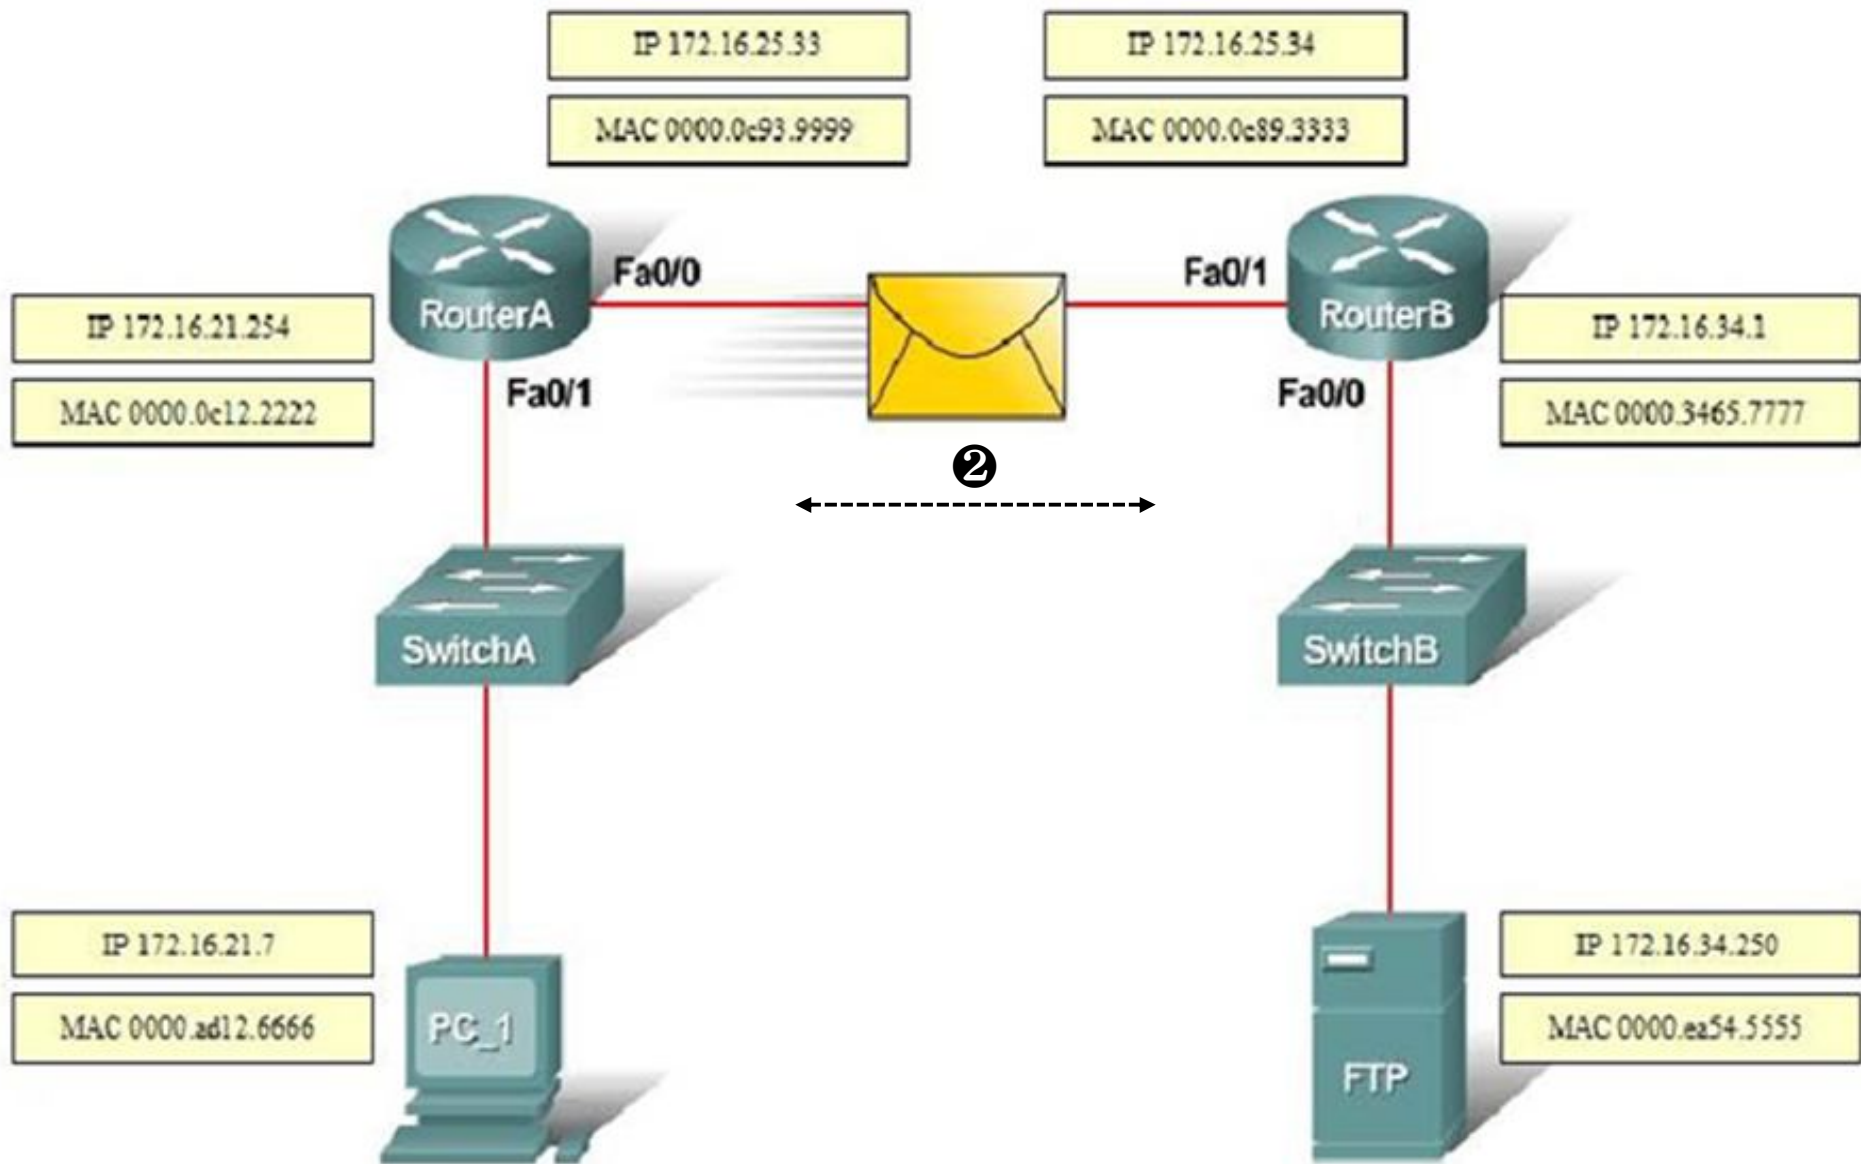 IP 172.16.25.33
IP 172.16.25.34
MAC 0000.0c93.9999
MAC 0000.0c89.3333
Fa0/0
Fa0/1
RouterA
RouterB
IP 172.16.21.254
IP 172.16.34.1
MAC 0000.0c12.2222
Fa0/1
Fa0/0
MAC 0000.3465.7777
❷
SwitchA
SwitchB
IP 172.16.21.7
IP 172.16.34.250
MAC 0000.ad12.6666
PC_1
MAC 0000.ea54.5555
FTP